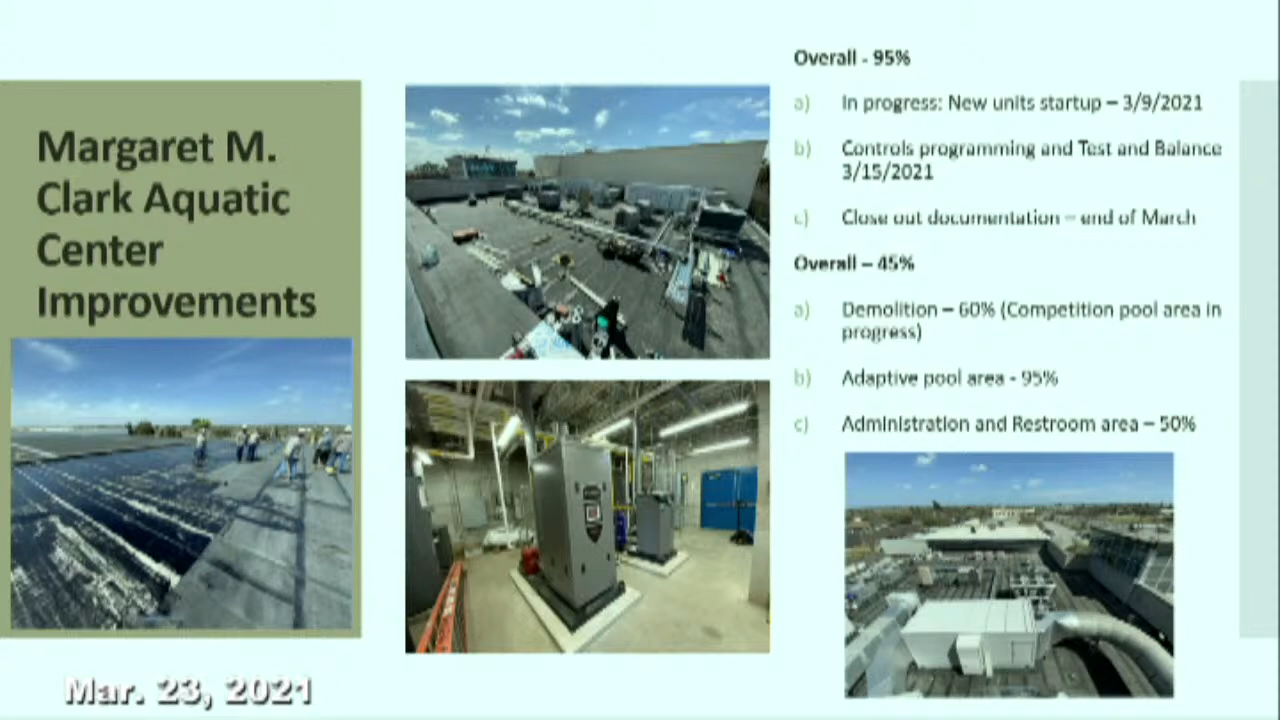 Margaret M.
Clark Aquatic
Center
Improvements
Overall - 95%
a) In progress: New units startup – 3/9/2021
b) Controls programming and Test and Balance
3/15/2021
c) Close out documentation – end of March
Overall – 45%
a) Demolition – 60% (Competition pool area in
progress)
b) Adaptive pool area - 95%
c) Administration and Restroom area – 50%
Mar. 23, 2021